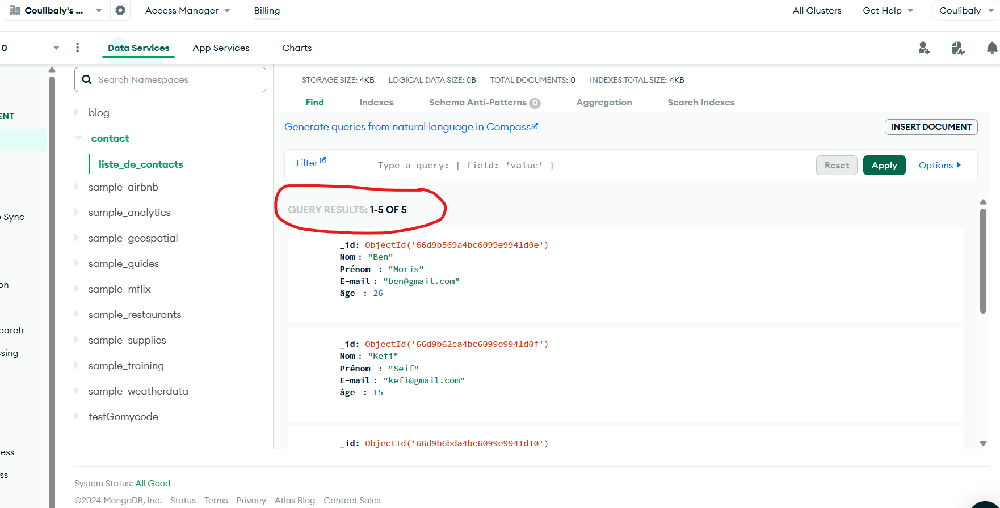 Coulibaly's ... Access Manager Billing All Clusters Get Help Coulibaly
0 Data Services App Services Charts
Search Namespaces
STORAGE SIZE: 4KB LOGICAL DATA SIZE: 0B TOTAL DOCUMENTS: 0 INDEXES TOTAL SIZE: 4KB
Find Indexes Schema Anti-Patterns 0 Aggregation Search Indexes
ENT
blog
contact
liste_de_contacts
sample_airbnb
sample_analytics
sample_geospatial
sample_guides
sample_mflix
sample_restaurants
sample_supplies
sample_training
sample_weatherdata
testGomycode
e Sync
on
earch
ssing
ess
ss
Generate queries from natural language in Compass
INSERT DOCUMENT
Filter Type a query: { field: 'value' } Reset Apply Options
QUERY RESULTS: 1-5 OF 5
_id: ObjectId('66d9b569a4bc6099e9941d0e')
Nom : "Ben"
Prénom : "Moris"
E-mail : "ben@gmail.com"
âge : 26
_id: ObjectId('66d9b62ca4bc6099e9941d0f')
Nom : "Kefi"
Prénom : "Seif"
E-mail : "kefi@gmail.com"
âge : 15
_id: ObjectId('66d9b6bda4bc6099e9941d10')
System Status: All Good
©2024 MongoDB, Inc. Status Terms Privacy Atlas Blog Contact Sales